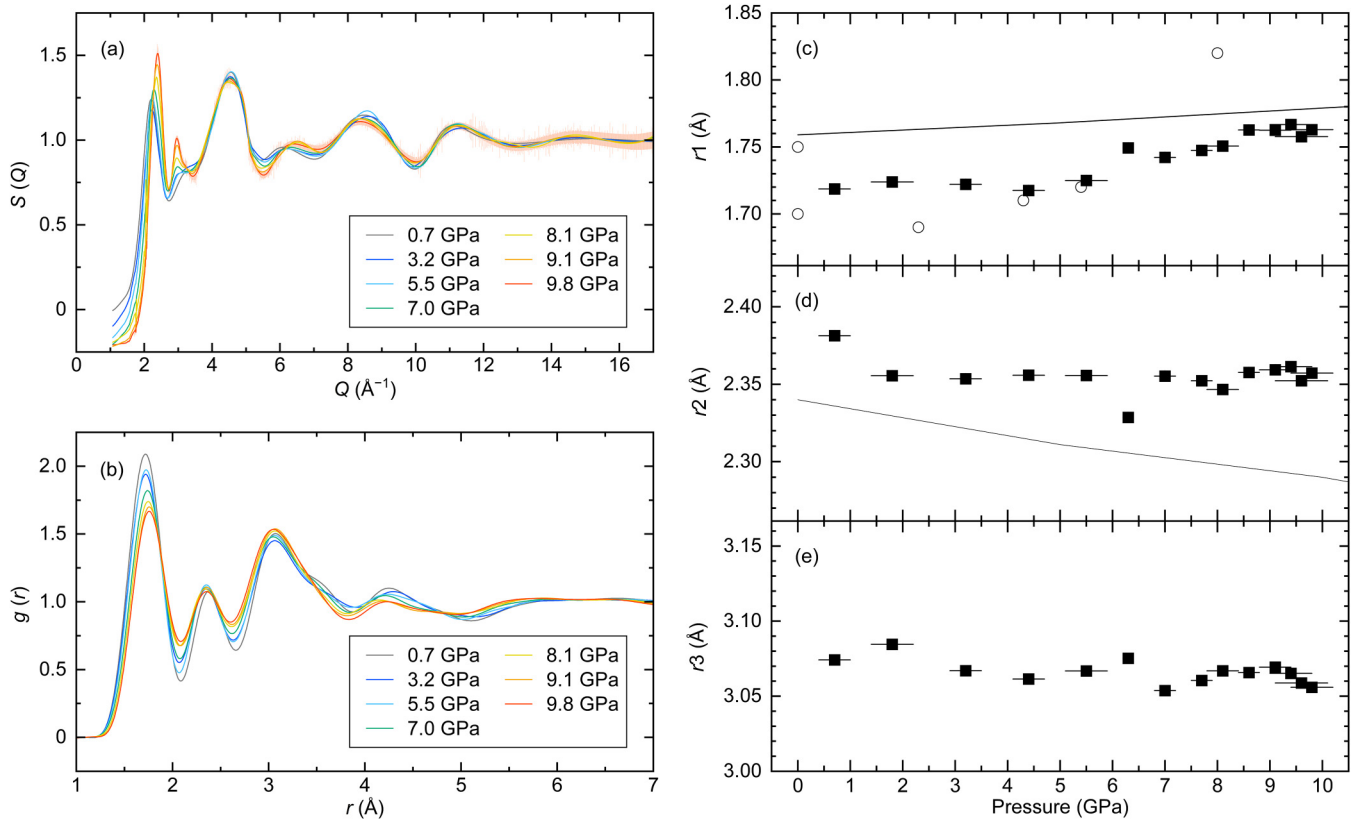 (a)
1.5
1.0
0.5
0
S (Q)
0.7 GPa
3.2 GPa
5.5 GPa
7.0 GPa
8.1 GPa
9.1 GPa
9.8 GPa
0 2 4 6 8 10 12 14 16
Q (Å⁻¹)
(b)
2.0
1.5
1.0
0.5
0
g (r)
0.7 GPa
3.2 GPa
5.5 GPa
7.0 GPa
8.1 GPa
9.1 GPa
9.8 GPa
1 2 3 4 5 6 7
r (Å)
(c)
1.85
1.80
1.75
1.70
r1 (Å)
(d)
2.40
2.35
2.30
r2 (Å)
(e)
3.15
3.10
3.05
3.00
r3 (Å)
0 1 2 3 4 5 6 7 8 9 10
Pressure (GPa)